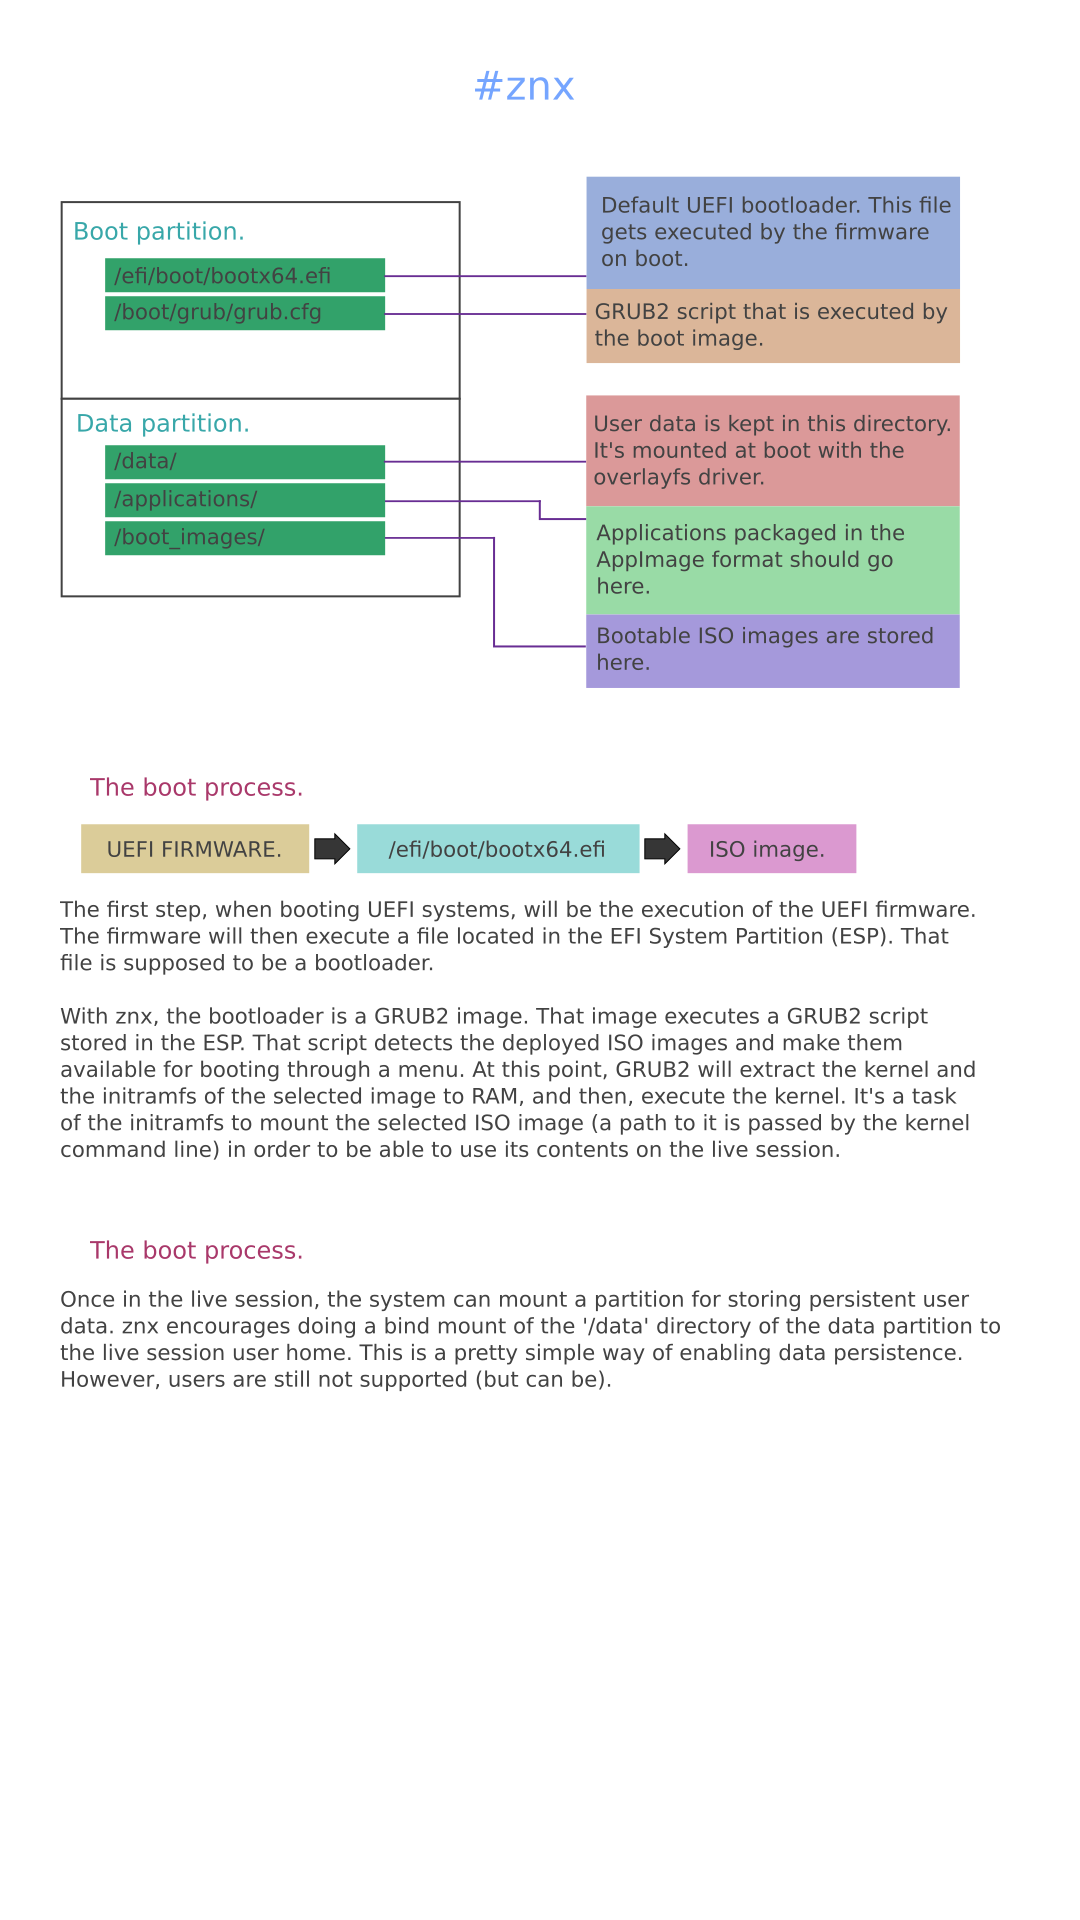 #znx
Boot partition.
/efi/boot/bootx64.efi
/boot/grub/grub.cfg
Default UEFI bootloader. This file
gets executed by the firmware
on boot.
GRUB2 script that is executed by
the boot image.
Data partition.
/data/
/applications/
/boot_images/
User data is kept in this directory.
It's mounted at boot with the
overlayfs driver.
Applications packaged in the
AppImage format should go
here.
Bootable ISO images are stored
here.
The boot process.
UEFI FIRMWARE.
/efi/boot/bootx64.efi
ISO image.
The first step, when booting UEFI systems, will be the execution of the UEFI firmware.
The firmware will then execute a file located in the EFI System Partition (ESP). That
file is supposed to be a bootloader.
With znx, the bootloader is a GRUB2 image. That image executes a GRUB2 script
stored in the ESP. That script detects the deployed ISO images and make them
available for booting through a menu. At this point, GRUB2 will extract the kernel and
the initramfs of the selected image to RAM, and then, execute the kernel. It's a task
of the initramfs to mount the selected ISO image (a path to it is passed by the kernel
command line) in order to be able to use its contents on the live session.
The boot process.
Once in the live session, the system can mount a partition for storing persistent user
data. znx encourages doing a bind mount of the '/data' directory of the data partition to
the live session user home. This is a pretty simple way of enabling data persistence.
However, users are still not supported (but can be).